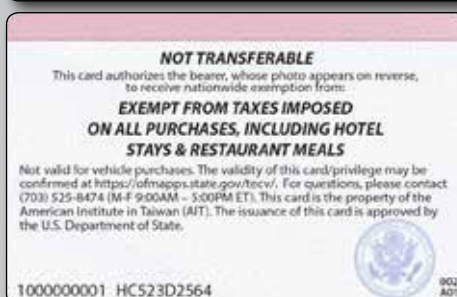 NOT TRANSFERABLE
This card authorizes the bearer, whose photo appears on reverse,
to receive nationwide exemption from:
EXEMPT FROM TAXES IMPOSED
ON ALL PURCHASES, INCLUDING HOTEL
STAYS & RESTAURANT MEALS
Not valid for vehicle purchases. The validity of this card/privilege may be
confirmed at https://ofmapps.state.gov/tecv/. For questions, please contact
(703) 525-8474 (M-F 9:00AM – 5:00PM ET). This card is the property of the
American Institute in Taiwan (AIT). The issuance of this card is approved by
the U.S. Department of State.
1000000001 HC523D2564